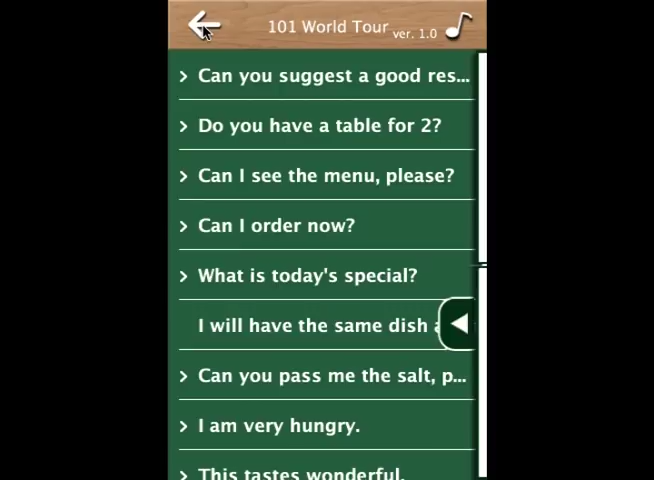 101 World Tour ver. 1.0
Can you suggest a good res...
Do you have a table for 2?
Can I see the menu, please?
Can I order now?
What is today's special?
I will have the same dish
Can you pass me the salt, p...
I am very hungry.
This tastes wonderful.